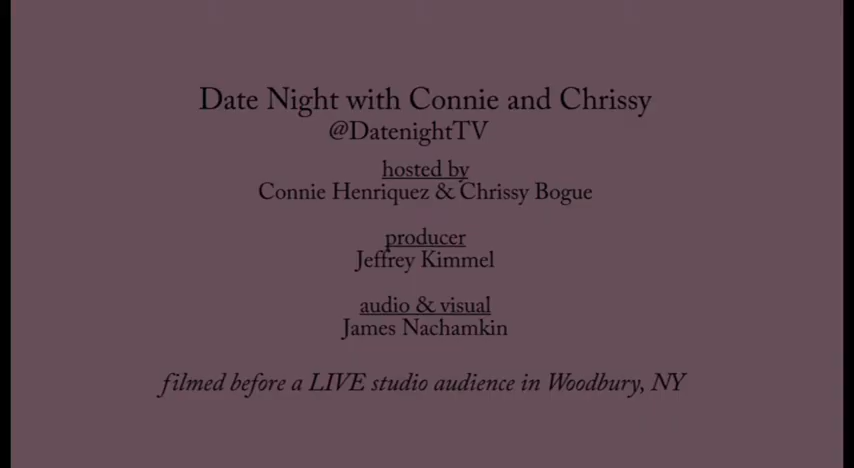 Date Night with Connie and Chrissy
@DatenightTV
hosted by
Connie Henriquez & Chrissy Bogue
producer
Jeffrey Kimmel
audio & visual
James Nachamkin
filmed before a LIVE studio audience in Woodbury, NY